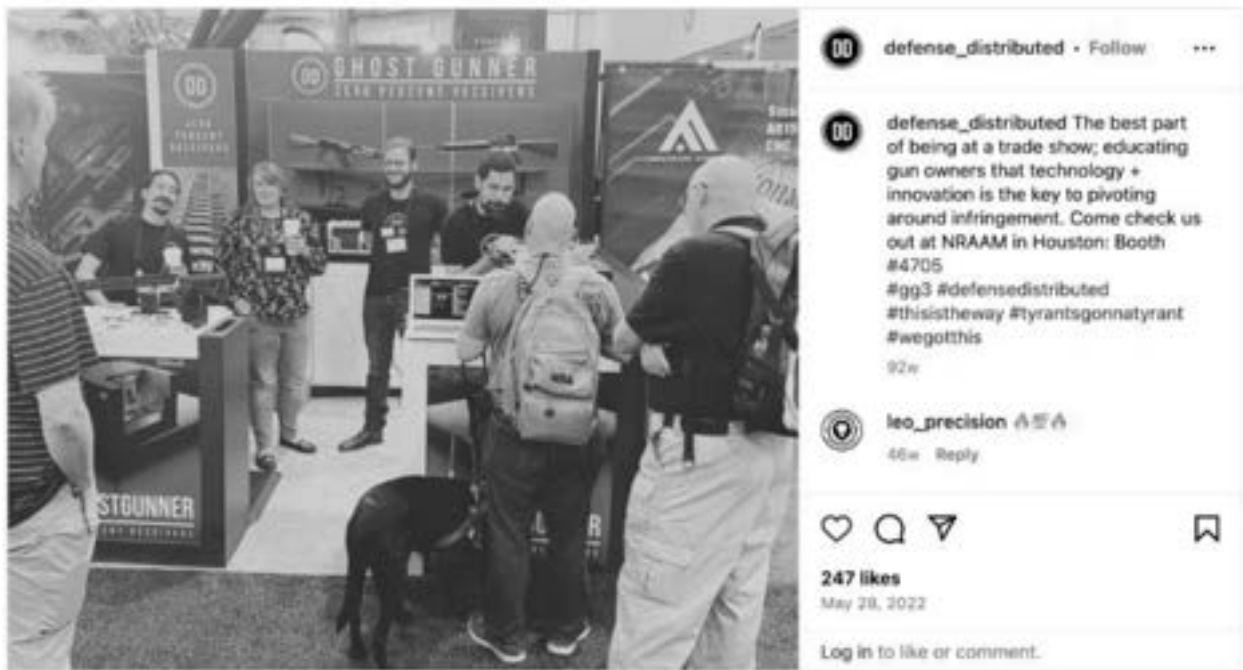 DD
GHOST GUNNER
ZERO PERCENT RECEIVERS
DD
ZERO
PERCENT
RECEIVERS
STGUNNER
ENT RECEIVERS
defense_distributed • Follow
defense_distributed The best part
of being at a trade show; educating
gun owners that technology +
innovation is the key to pivoting
around infringement. Come check us
out at NRAAM in Houston: Booth
#4705
#gg3 #defensedistributed
#thisistheway #tyrantsgonnatyrant
#wegotthis
92w
leo_precision 🔥💯🔥
46w Reply
247 likes
May 28, 2022
Log in to like or comment.